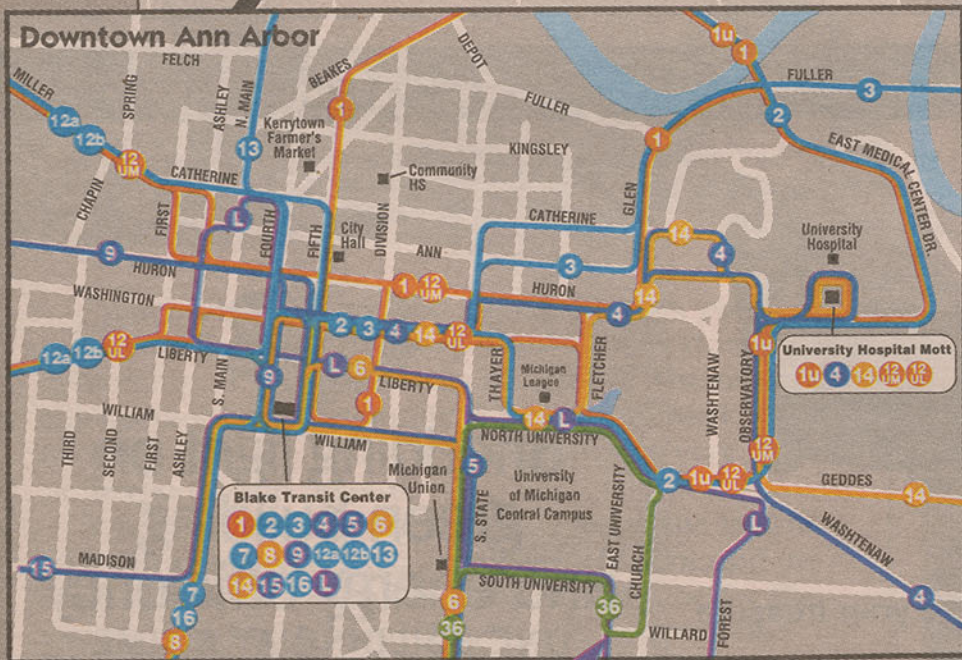 Downtown Ann Arbor
FELCH
MILLER
SPRING
ASHLEY
N. MAIN
BEAKES
DEPOT
FULLER
FULLER
1u
1
3
2
12a
12b
12 UM
13
1
1
Kerrytown
Farmer's
Market
KINGSLEY
EAST MEDICAL CENTER DR.
CATHERINE
Community
HS
CHAPIN
FIRST
L
FOURTH
FIFTH
City
Hall
DIVISION
CATHERINE
GLEN
ANN
14
4
University
Hospital
9
HURON
3
1
12 UM
HURON
4
14
WASHINGTON
2
3
4
14
12 UL
12a
12b
12 UL
LIBERTY
S. MAIN
9
L
6
LIBERTY
THAYER
Michigan
League
FLETCHER
WASHTENAW
OBSERVATORY
1u
University Hospital Mott
1u
4
14
12 UM
12 UL
WILLIAM
1
WILLIAM
14
L
NORTH UNIVERSITY
THIRD
SECOND
FIRST
ASHLEY
Michigan
Union
5
S. STATE
University
of Michigan
Central Campus
EAST UNIVERSITY
2
1u
12 UL
12 UM
GEDDES
14
Blake Transit Center
1 2 3 4 5 6
7 8 9 12a 12b 13
14 15 16 L
L
WASHTENAW
MADISON
15
SOUTH UNIVERSITY
CHURCH
FOREST
7
16
8
6
36
36
WILLARD
4